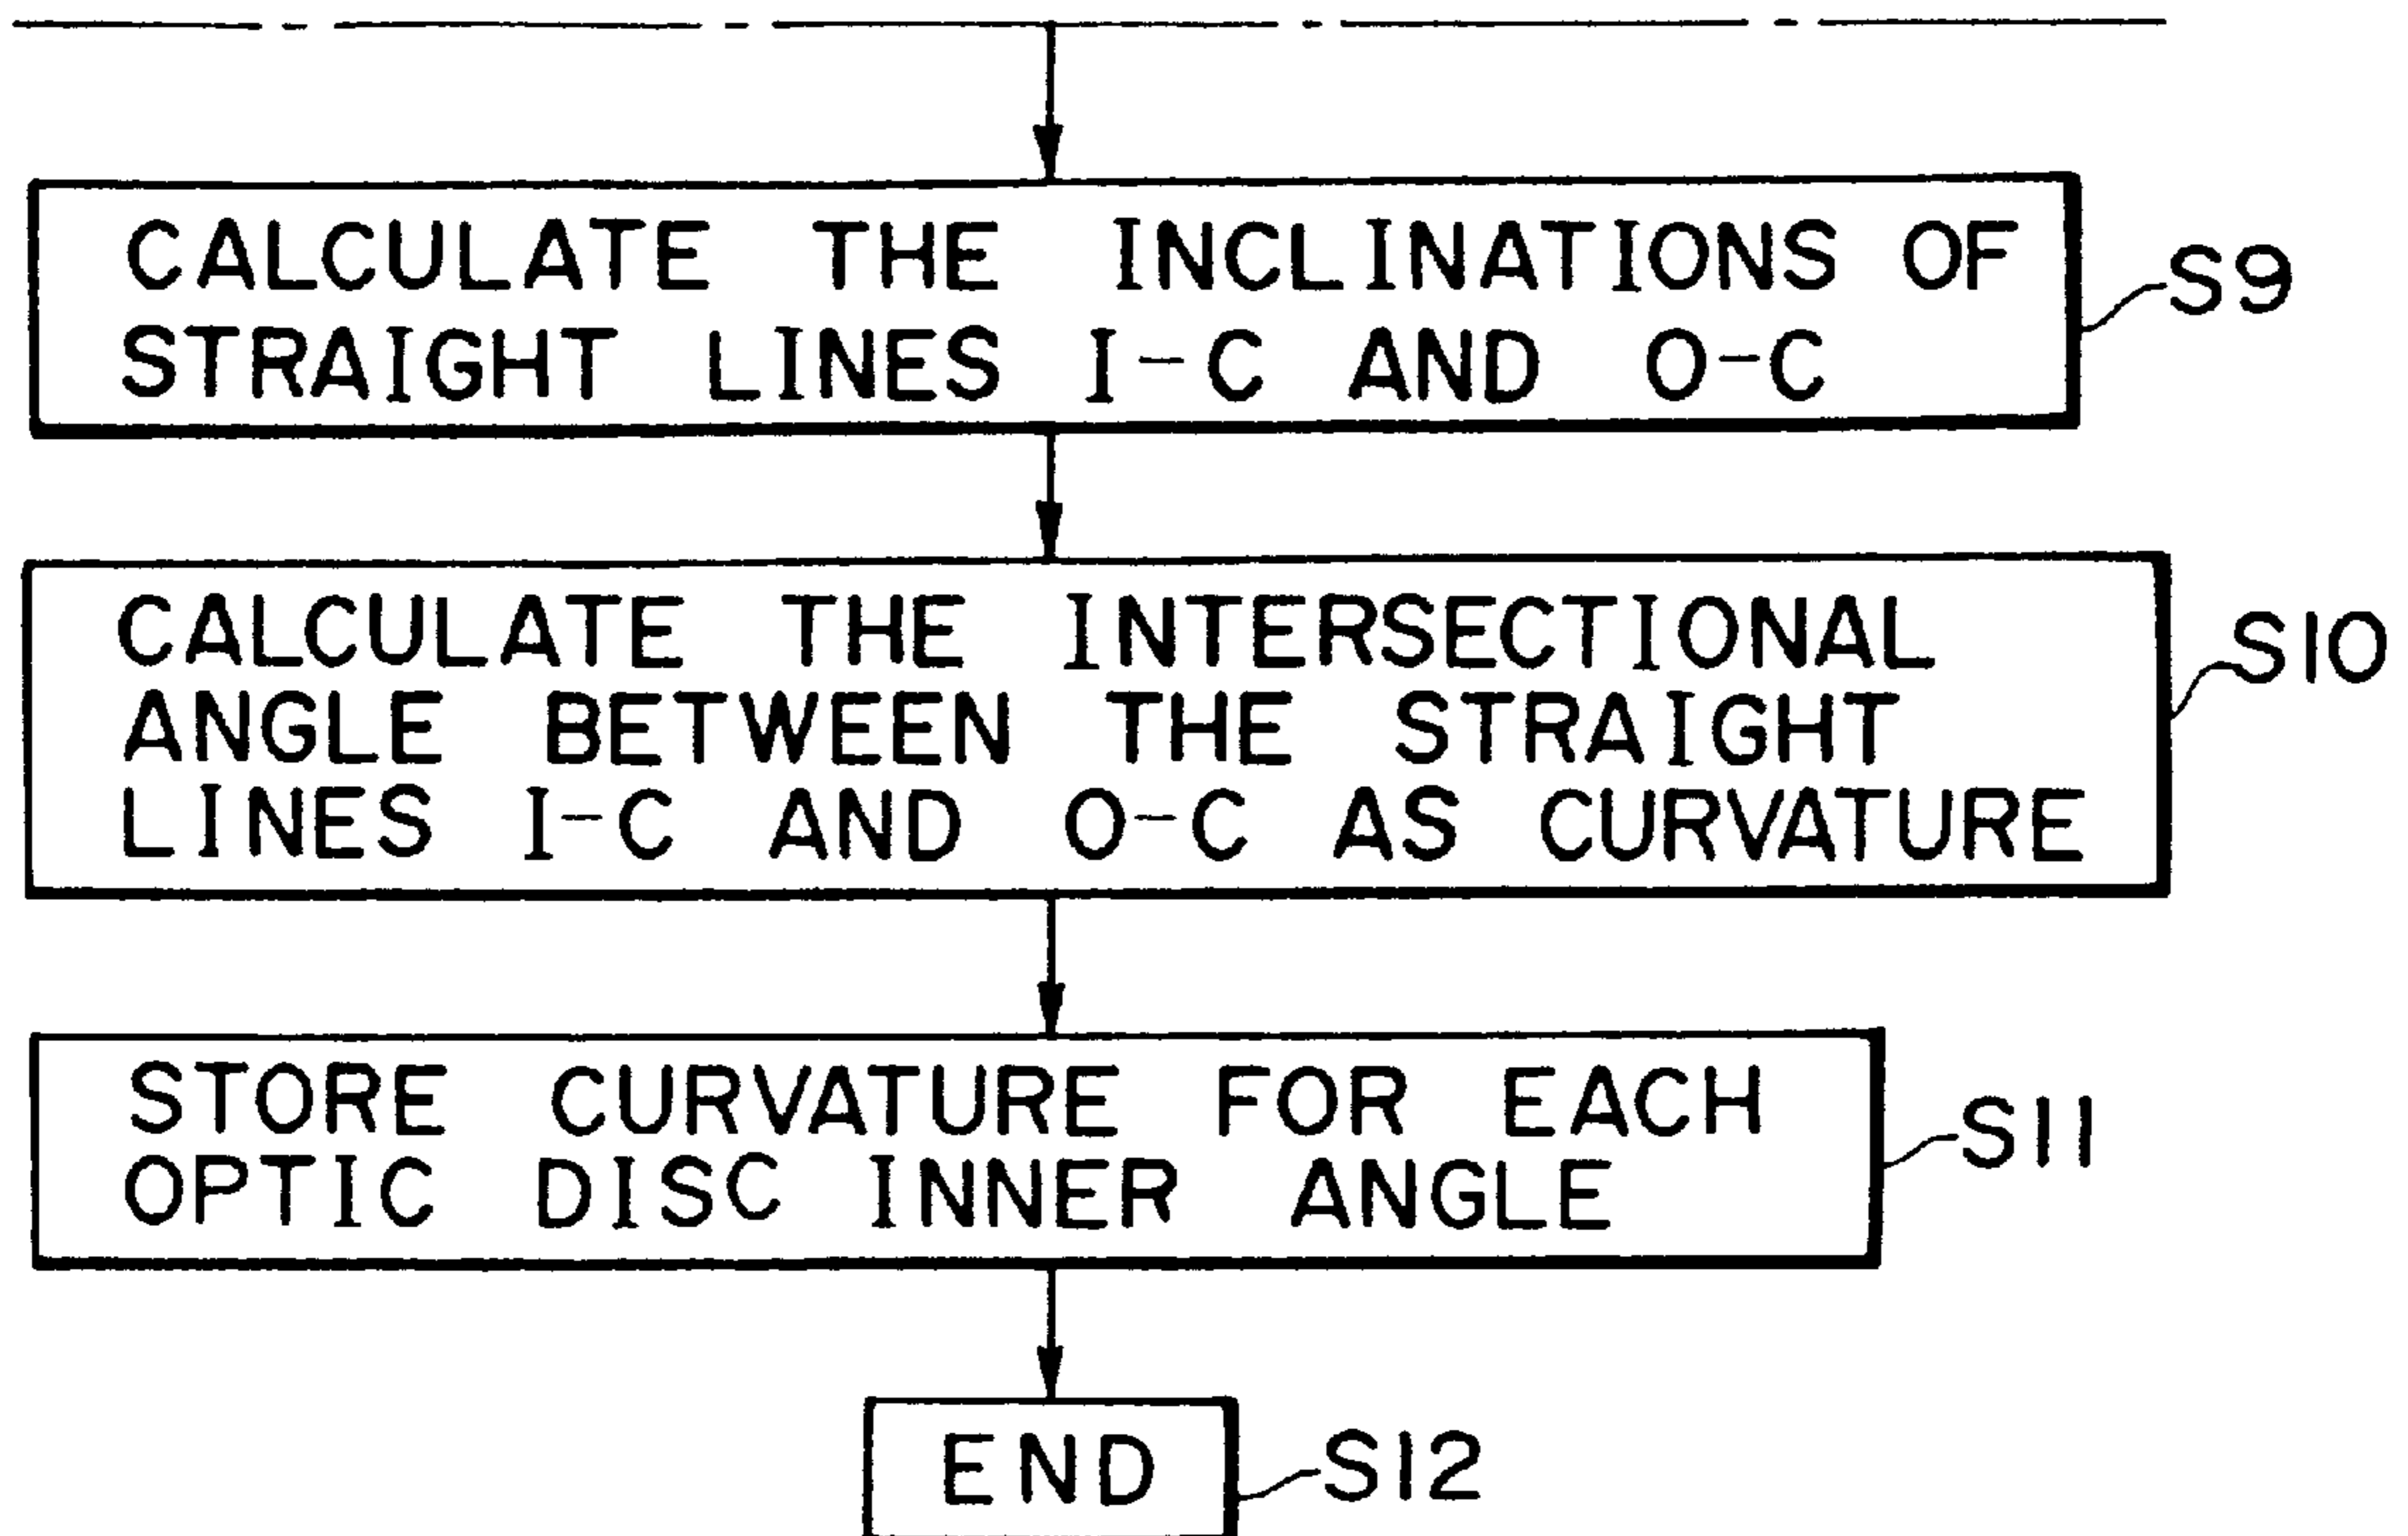 CALCULATE THE INCLINATIONS OF
STRAIGHT LINES I-C AND O-C
S9
CALCULATE THE INTERSECTIONAL
ANGLE BETWEEN THE STRAIGHT
LINES I-C AND O-C AS CURVATURE
S10
STORE CURVATURE FOR EACH
OPTIC DISC INNER ANGLE
S11
END
S12